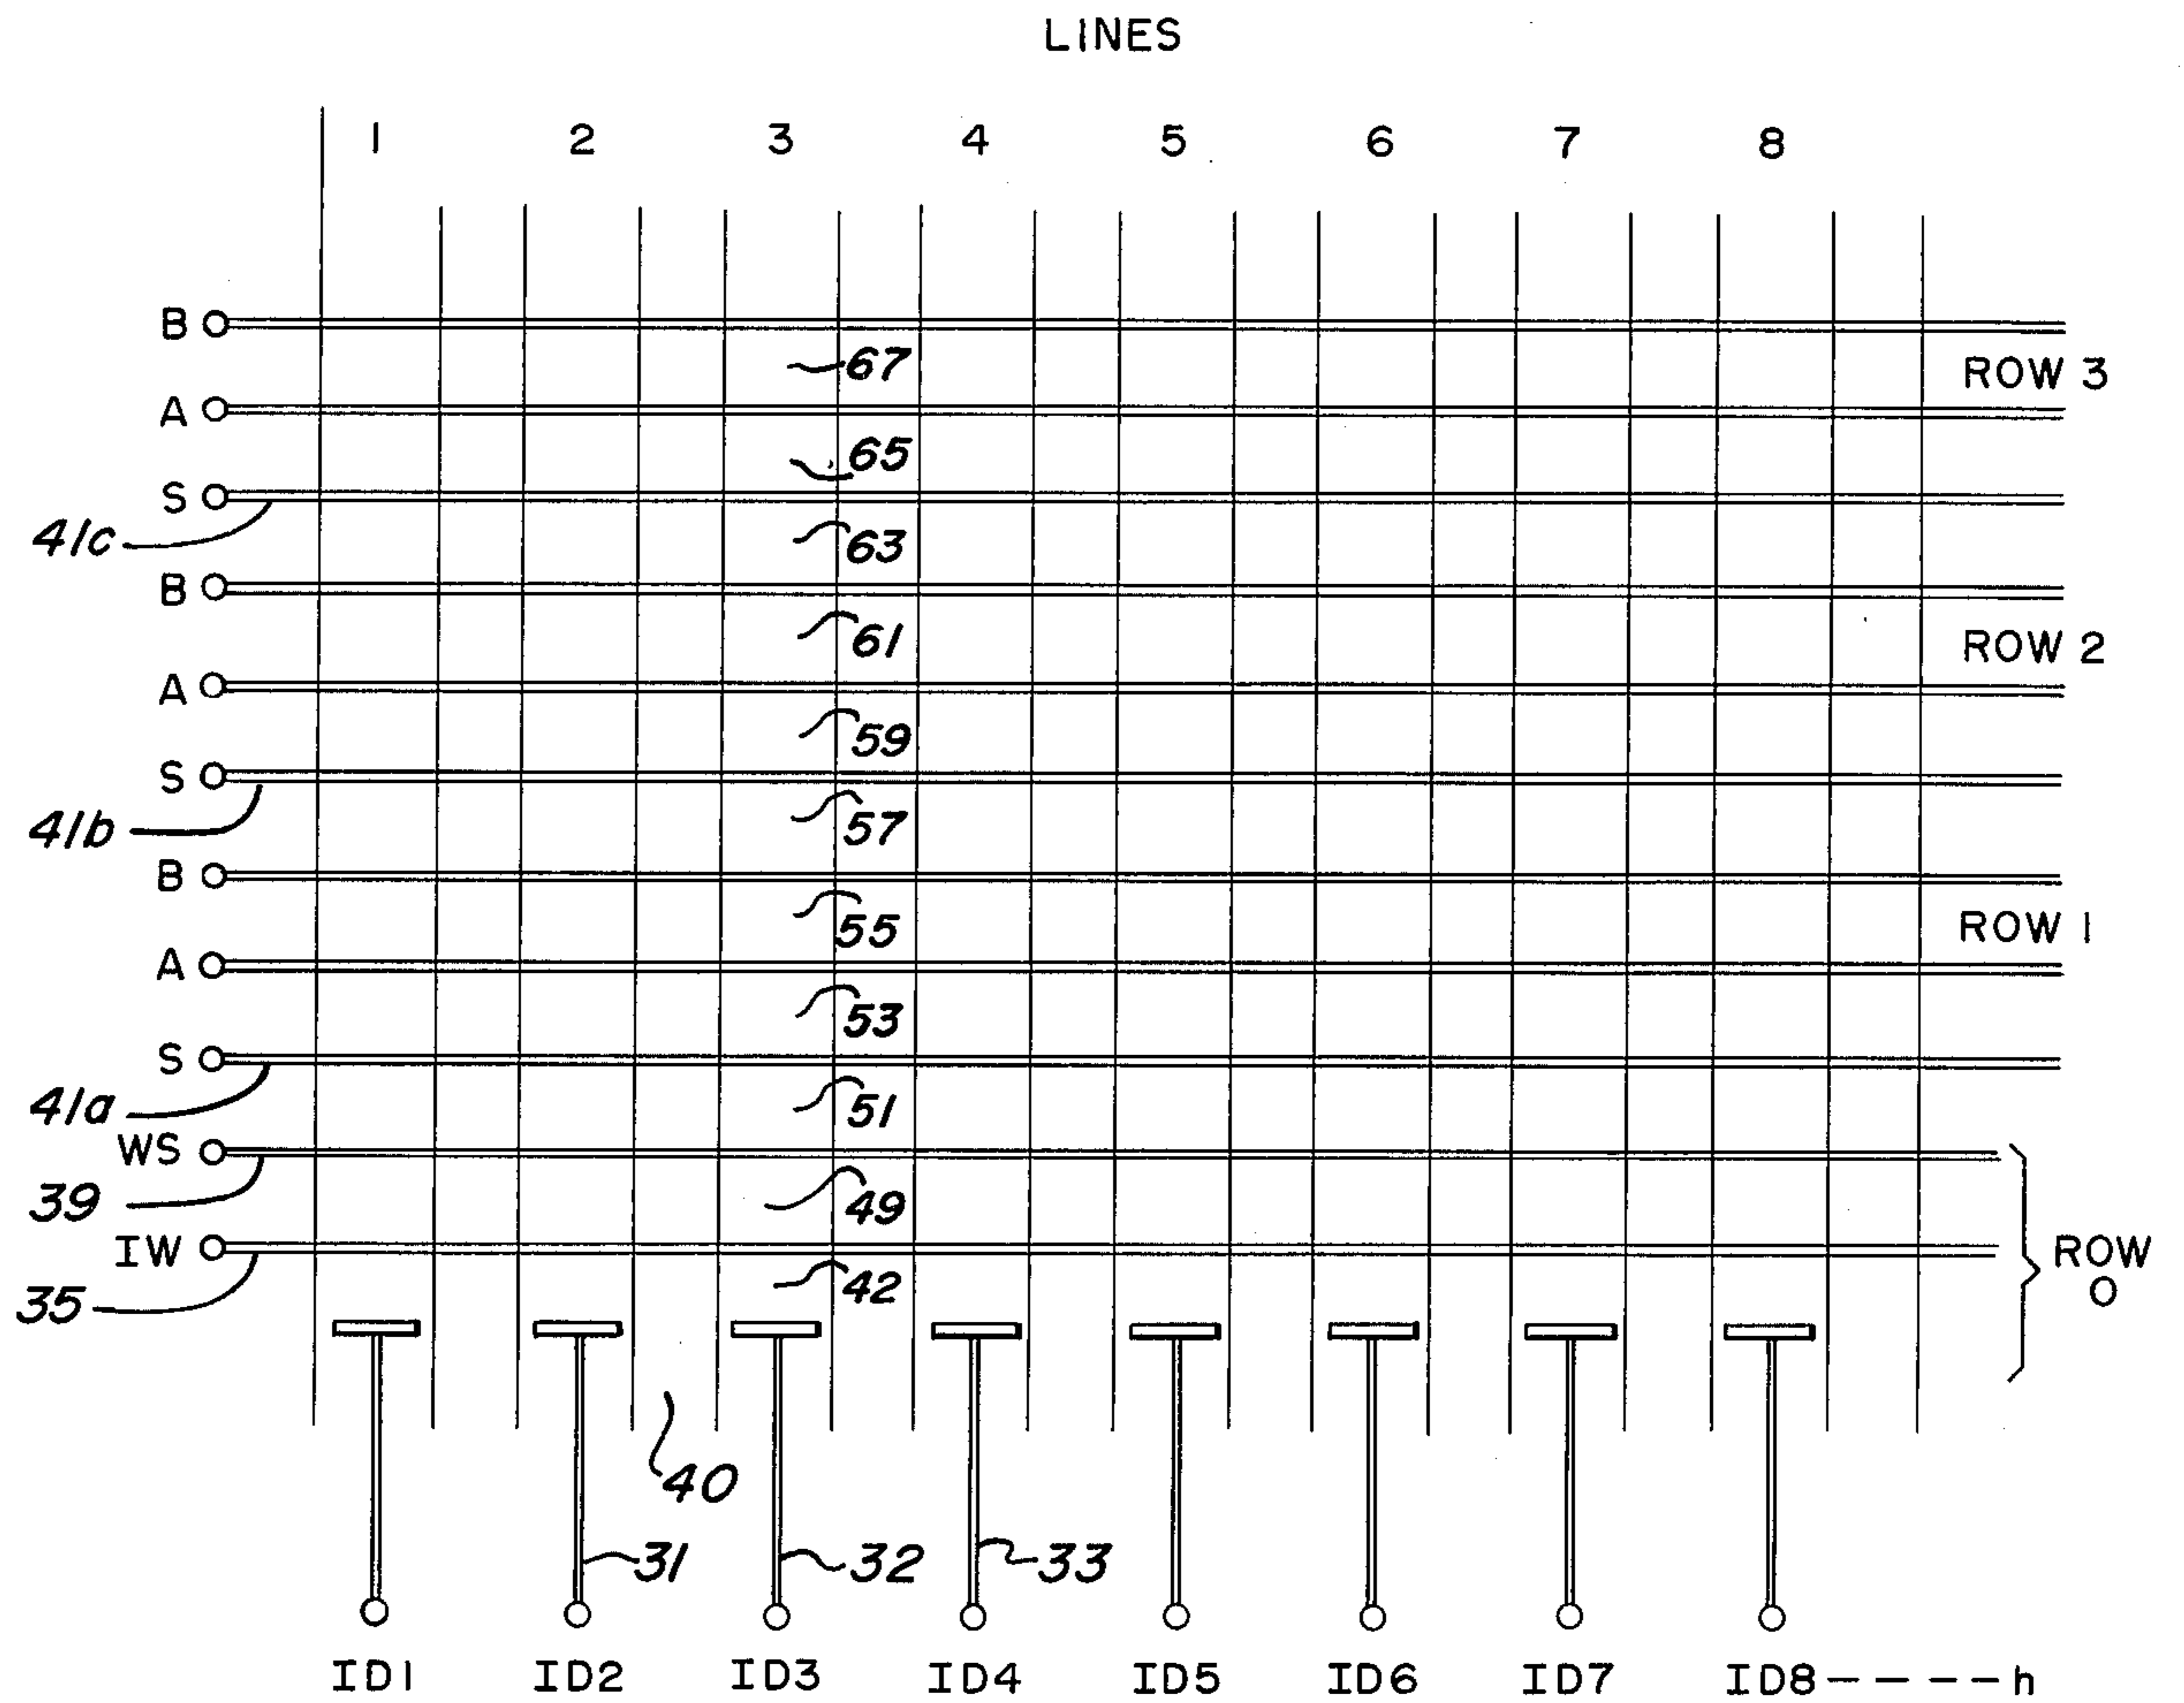 LINES
1 2 3 4 5 6 7 8
B
67
ROW 3
A
65
S
41c
63
B
61
ROW 2
A
59
S
41b
57
B
55
ROW 1
A
53
S
41a
51
WS
39
49
IW
ROW
0
35
42
40
31 32 33
ID1 ID2 ID3 ID4 ID5 ID6 ID7 ID8----h